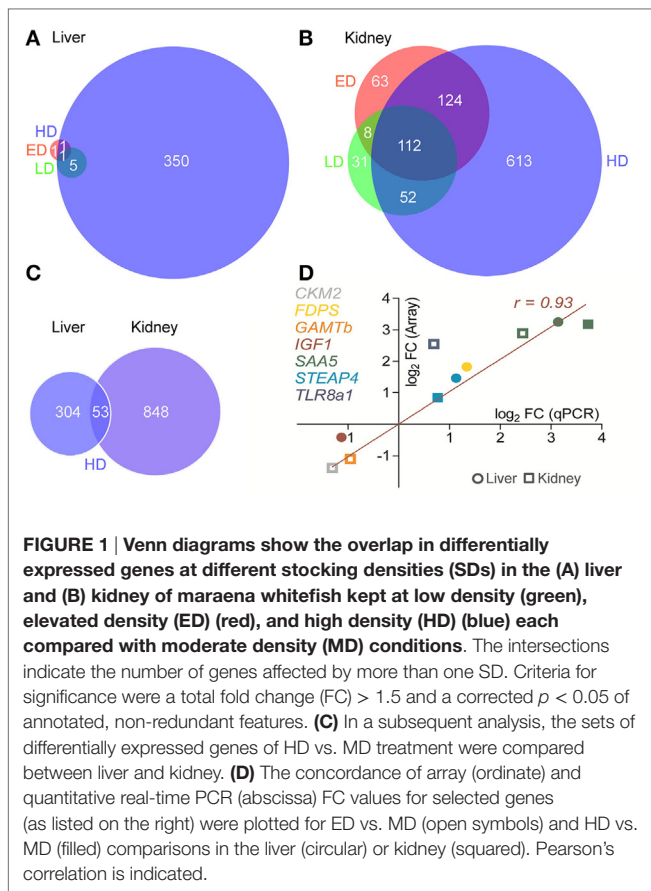 A Liver
HD
ED
LD
1 1
1
5
350
B Kidney
ED
63
124
8
112
LD
31
52
613
HD
C
Liver Kidney
304 53 848
HD
D
CKM2
FDPS
GAMTb
IGF1
SAA5
STEAP4
TLR8a1
log₂ FC (Array)
4
3
2
1
-1
r = 0.93
log₂ FC (qPCR)
-1 1 2 3 4
Liver Kidney
FIGURE 1 | Venn diagrams show the overlap in differentially
expressed genes at different stocking densities (SDs) in the (A) liver
and (B) kidney of maraena whitefish kept at low density (green),
elevated density (ED) (red), and high density (HD) (blue) each
compared with moderate density (MD) conditions. The intersections
indicate the number of genes affected by more than one SD. Criteria for
significance were a total fold change (FC) > 1.5 and a corrected p < 0.05 of
annotated, non-redundant features. (C) In a subsequent analysis, the sets of
differentially expressed genes of HD vs. MD treatment were compared
between liver and kidney. (D) The concordance of array (ordinate) and
quantitative real-time PCR (abscissa) FC values for selected genes
(as listed on the right) were plotted for ED vs. MD (open symbols) and HD vs.
MD (filled) comparisons in the liver (circular) or kidney (squared). Pearson's
correlation is indicated.